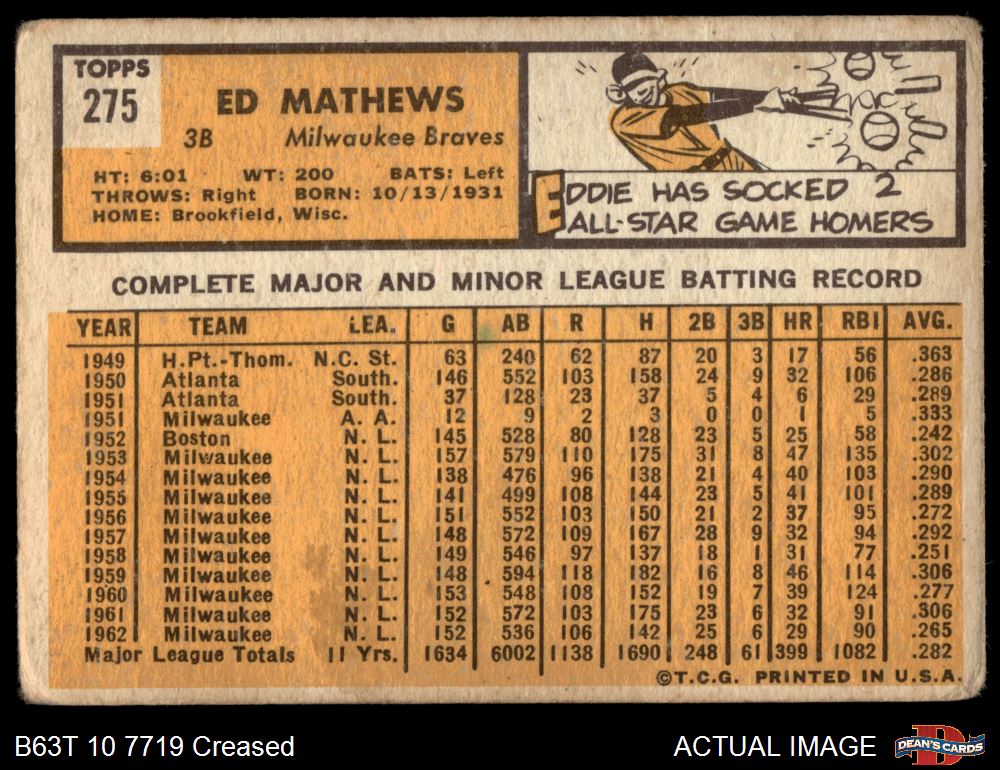 TOPPS
275
ED MATHEWS
3B Milwaukee Braves
HT: 6:01 WT: 200 BATS: Left
THROWS: Right BORN: 10/13/1931
HOME: Brookfield, Wisc.
EDDIE HAS SOCKED 2
ALL-STAR GAME HOMERS
COMPLETE MAJOR AND MINOR LEAGUE BATTING RECORD
YEAR TEAM LEA. G AB R H 2B 3B HR RBI AVG.
1949 H.Pt.-Thom. N.C. St. 63 240 62 87 20 3 17 56 .363
1950 Atlanta South. 146 552 103 158 24 9 32 106 .286
1951 Atlanta South. 37 128 23 37 5 4 6 29 .289
1951 Milwaukee A. A. 12 9 2 3 0 0 1 5 .333
1952 Boston N. L. 145 528 80 128 23 5 25 58 .242
1953 Milwaukee N. L. 157 579 110 175 31 8 47 135 .302
1954 Milwaukee N. L. 138 476 96 138 21 4 40 103 .290
1955 Milwaukee N. L. 141 499 108 144 23 5 41 101 .289
1956 Milwaukee N. L. 151 552 103 150 21 2 37 95 .272
1957 Milwaukee N. L. 148 572 109 167 28 9 32 94 .292
1958 Milwaukee N. L. 149 546 97 137 18 1 31 77 .251
1959 Milwaukee N. L. 148 594 118 182 16 8 46 114 .306
1960 Milwaukee N. L. 153 548 108 152 19 7 39 124 .277
1961 Milwaukee N. L. 152 572 103 175 23 6 32 91 .306
1962 Milwaukee N. L. 152 536 106 142 25 6 29 90 .265
Major League Totals 11 Yrs. 1634 6002 1138 1690 248 61 399 1082 .282
©T.C.G. PRINTED IN U.S.A.
B63T 10 7719 Creased
ACTUAL IMAGE
DEAN'S CARDS